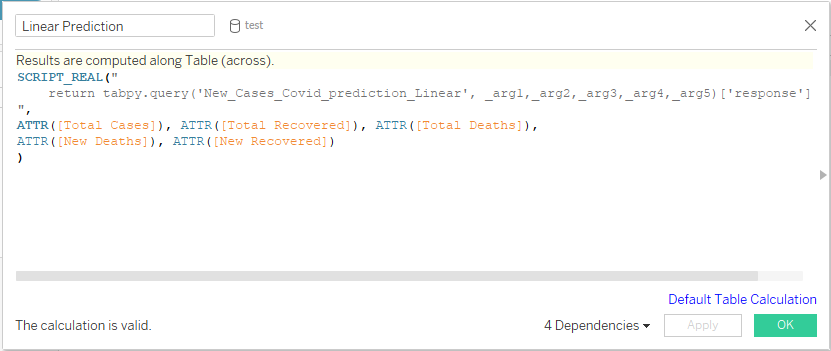 Linear Prediction
test
Results are computed along Table (across).
SCRIPT_REAL("
    return tabpy.query('New_Cases_Covid_prediction_Linear', _arg1,_arg2,_arg3,_arg4,_arg5)['response']
",
ATTR([Total Cases]), ATTR([Total Recovered]), ATTR([Total Deaths]),
ATTR([New Deaths]), ATTR([New Recovered])
)
Default Table Calculation
The calculation is valid.
4 Dependencies
Apply
OK